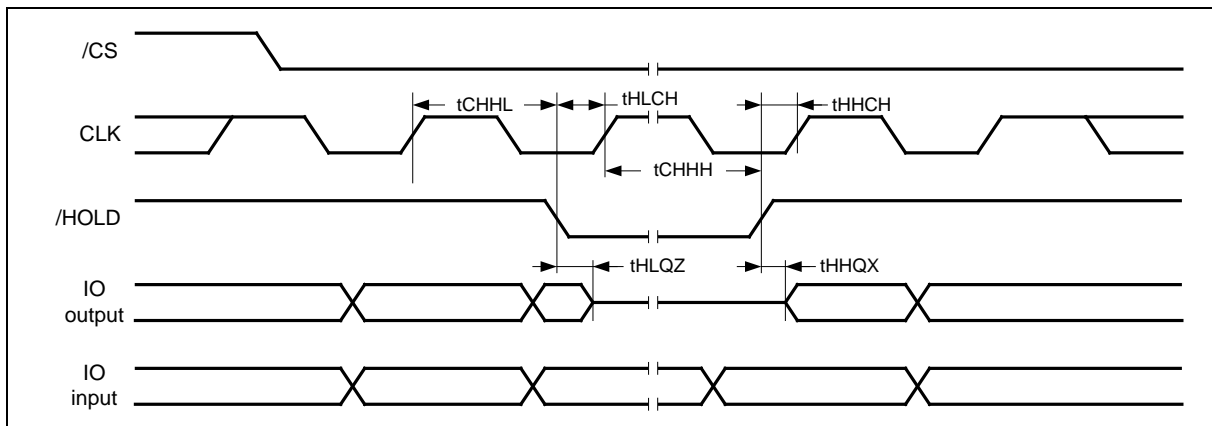 /CS
tCHHL
tHLCH
tHHCH
CLK
tCHHH
/HOLD
tHLQZ
tHHQX
IO
output
IO
input